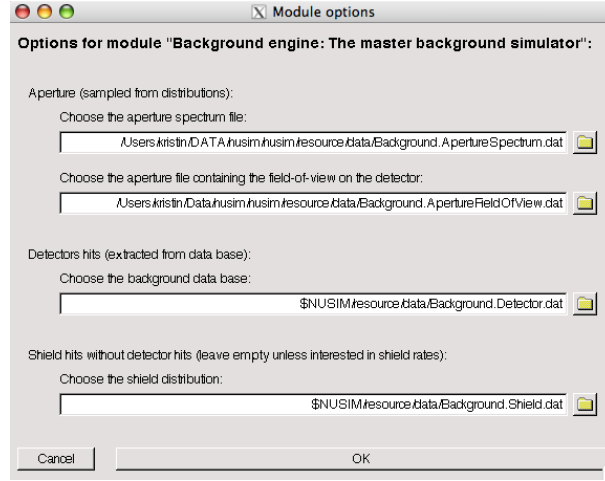 Module options
Options for module "Background engine: The master background simulator":
Aperture (sampled from distributions):
Choose the aperture spectrum file:
/Users/kristin/DATA/nusim/nusim/resource/data/Background.ApertureSpectrum.dat
Choose the aperture file containing the field-of-view on the detector:
/Users/kristin/Data/nusim/nusim/resource/data/Background.ApertureFieldOfView.dat
Detectors hits (extracted from data base):
Choose the background data base:
$NUSIM/resource/data/Background.Detector.dat
Shield hits without detector hits (leave empty unless interested in shield rates):
Choose the shield distribution:
$NUSIM/resource/data/Background.Shield.dat
Cancel OK